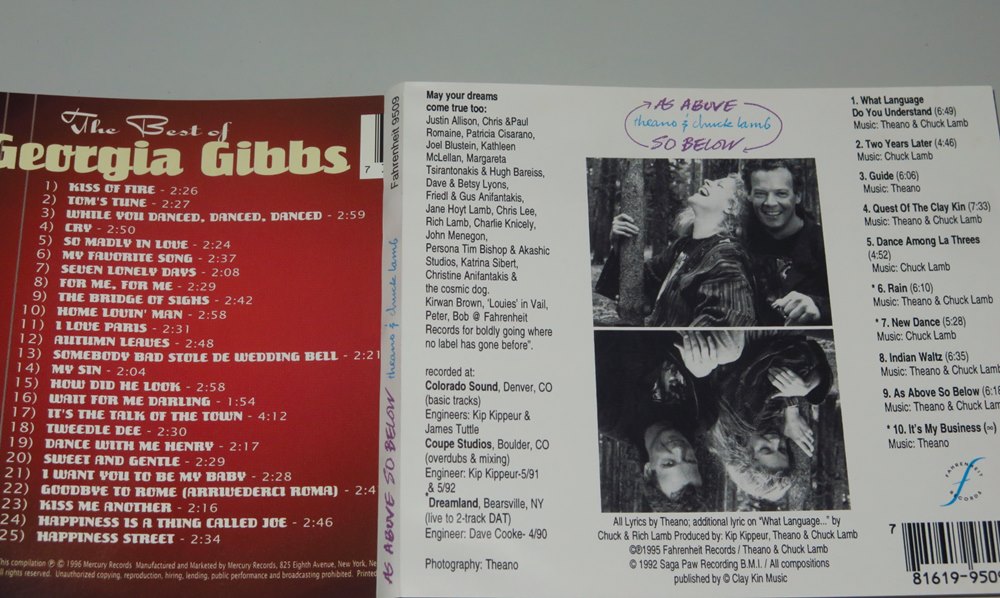 The Best of
Georgia Gibbs
1) KISS OF FIRE - 2:26
2) TOM'S TUNE - 2:27
3) WHILE YOU DANCED, DANCED, DANCED - 2:59
4) CRY - 2:50
5) SO MADLY IN LOVE - 2:24
6) MY FAVORITE SONG - 2:37
7) SEVEN LONELY DAYS - 2:08
8) FOR ME, FOR ME - 2:29
9) THE BRIDGE OF SIGHS - 2:42
10) HOME LOVIN' MAN - 2:58
11) I LOVE PARIS - 2:31
12) AUTUMN LEAVES - 2:48
13) SOMEBODY BAD STOLE DE WEDDING BELL - 2:21
14) MY SIN - 2:04
15) HOW DID HE LOOK - 2:58
16) WAIT FOR ME DARLING - 1:54
17) IT'S THE TALK OF THE TOWN - 4:12
18) TWEEDLE DEE - 2:30
19) DANCE WITH ME HENRY - 2:17
20) SWEET AND GENTLE - 2:29
21) I WANT YOU TO BE MY BABY - 2:28
22) GOODBYE TO ROME (ARRIVEDERCI ROMA) - 2:4
23) KISS ME ANOTHER - 2:16
24) HAPPINESS IS A THING CALLED JOE - 2:46
25) HAPPINESS STREET - 2:34
This compilation ℗ © 1996 Mercury Records Manufactured and Marketed by Mercury Records, 825 Eighth Avenue, New York, Ne
All rights reserved. Unauthorized copying, reproduction, hiring, lending, public performance and broadcasting prohibited. Printed
7
Fahrenheit 9509
AS ABOVE SO BELOW theano & chuck lamb
May your dreams
come true too:
Justin Allison, Chris &Paul
Romaine, Patricia Cisarano,
Joel Blustein, Kathleen
McLellan, Margareta
Tsirantonakis & Hugh Bareiss,
Dave & Betsy Lyons,
Friedl & Gus Anifantakis,
Jane Hoyt Lamb, Chris Lee,
Rich Lamb, Charlie Knicely,
John Menegon,
Persona Tim Bishop & Akashic
Studios, Katrina Sibert,
Christine Anifantakis &
the cosmic dog.
Kirwan Brown, 'Louies' in Vail,
Peter, Bob @ Fahrenheit
Records for boldly going where
no label has gone before".
recorded at:
Colorado Sound, Denver, CO
(basic tracks)
Engineers: Kip Kippeur &
James Tuttle
Coupe Studios, Boulder, CO
(overdubs & mixing)
Engineer: Kip Kippeur-5/91
& 5/92
*Dreamland, Bearsville, NY
(live to 2-track DAT)
Engineer: Dave Cooke- 4/90
Photography: Theano
AS ABOVE
theano & chuck lamb
SO BELOW
All Lyrics by Theano; additional lyric on "What Language..." by
Chuck & Rich Lamb Produced by: Kip Kippeur, Theano & Chuck Lamb
©℗1995 Fahrenheit Records / Theano & Chuck Lamb
© 1992 Saga Paw Recording B.M.I. / All compositions
published by © Clay Kin Music
1. What Language
Do You Understand (6:49)
Music: Theano & Chuck Lamb
2. Two Years Later (4:46)
Music: Chuck Lamb
3. Guide (6:06)
Music: Theano
4. Quest Of The Clay Kin (7:33)
Music: Theano & Chuck Lamb
5. Dance Among La Threes
(4:52)
Music: Chuck Lamb
* 6. Rain (6:10)
Music: Theano & Chuck Lamb
* 7. New Dance (5:28)
Music: Theano & Chuck Lamb
8. Indian Waltz (6:35)
Music: Theano & Chuck Lamb
9. As Above So Below (6:18
Music: Theano & Chuck Lam
* 10. It's My Business (∞)
Music: Theano
FAHRENHEIT
RECORDS
7
81619-9509